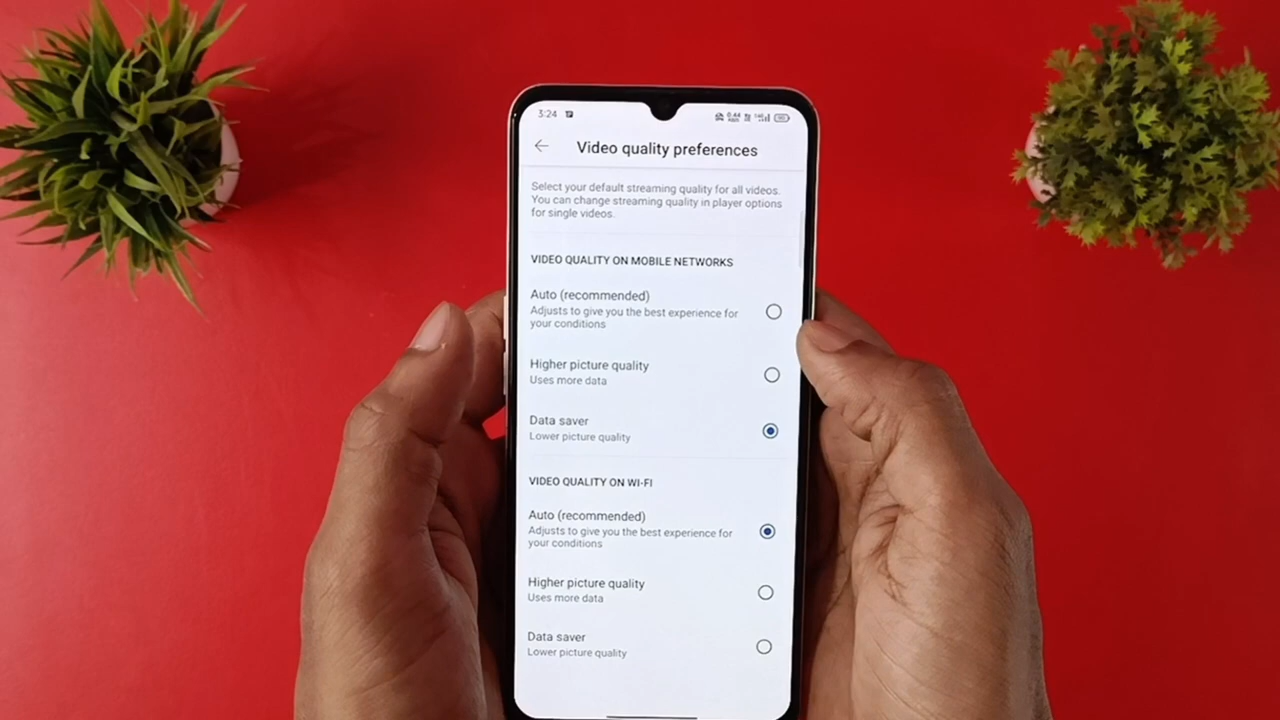 3:24
Video quality preferences
Select your default streaming quality for all videos.
You can change streaming quality in player options
for single videos.
VIDEO QUALITY ON MOBILE NETWORKS
Auto (recommended)
Adjusts to give you the best experience for
your conditions
Higher picture quality
Uses more data
Data saver
Lower picture quality
VIDEO QUALITY ON WI-FI
Auto (recommended)
Adjusts to give you the best experience for
your conditions
Higher picture quality
Uses more data
Data saver
Lower picture quality